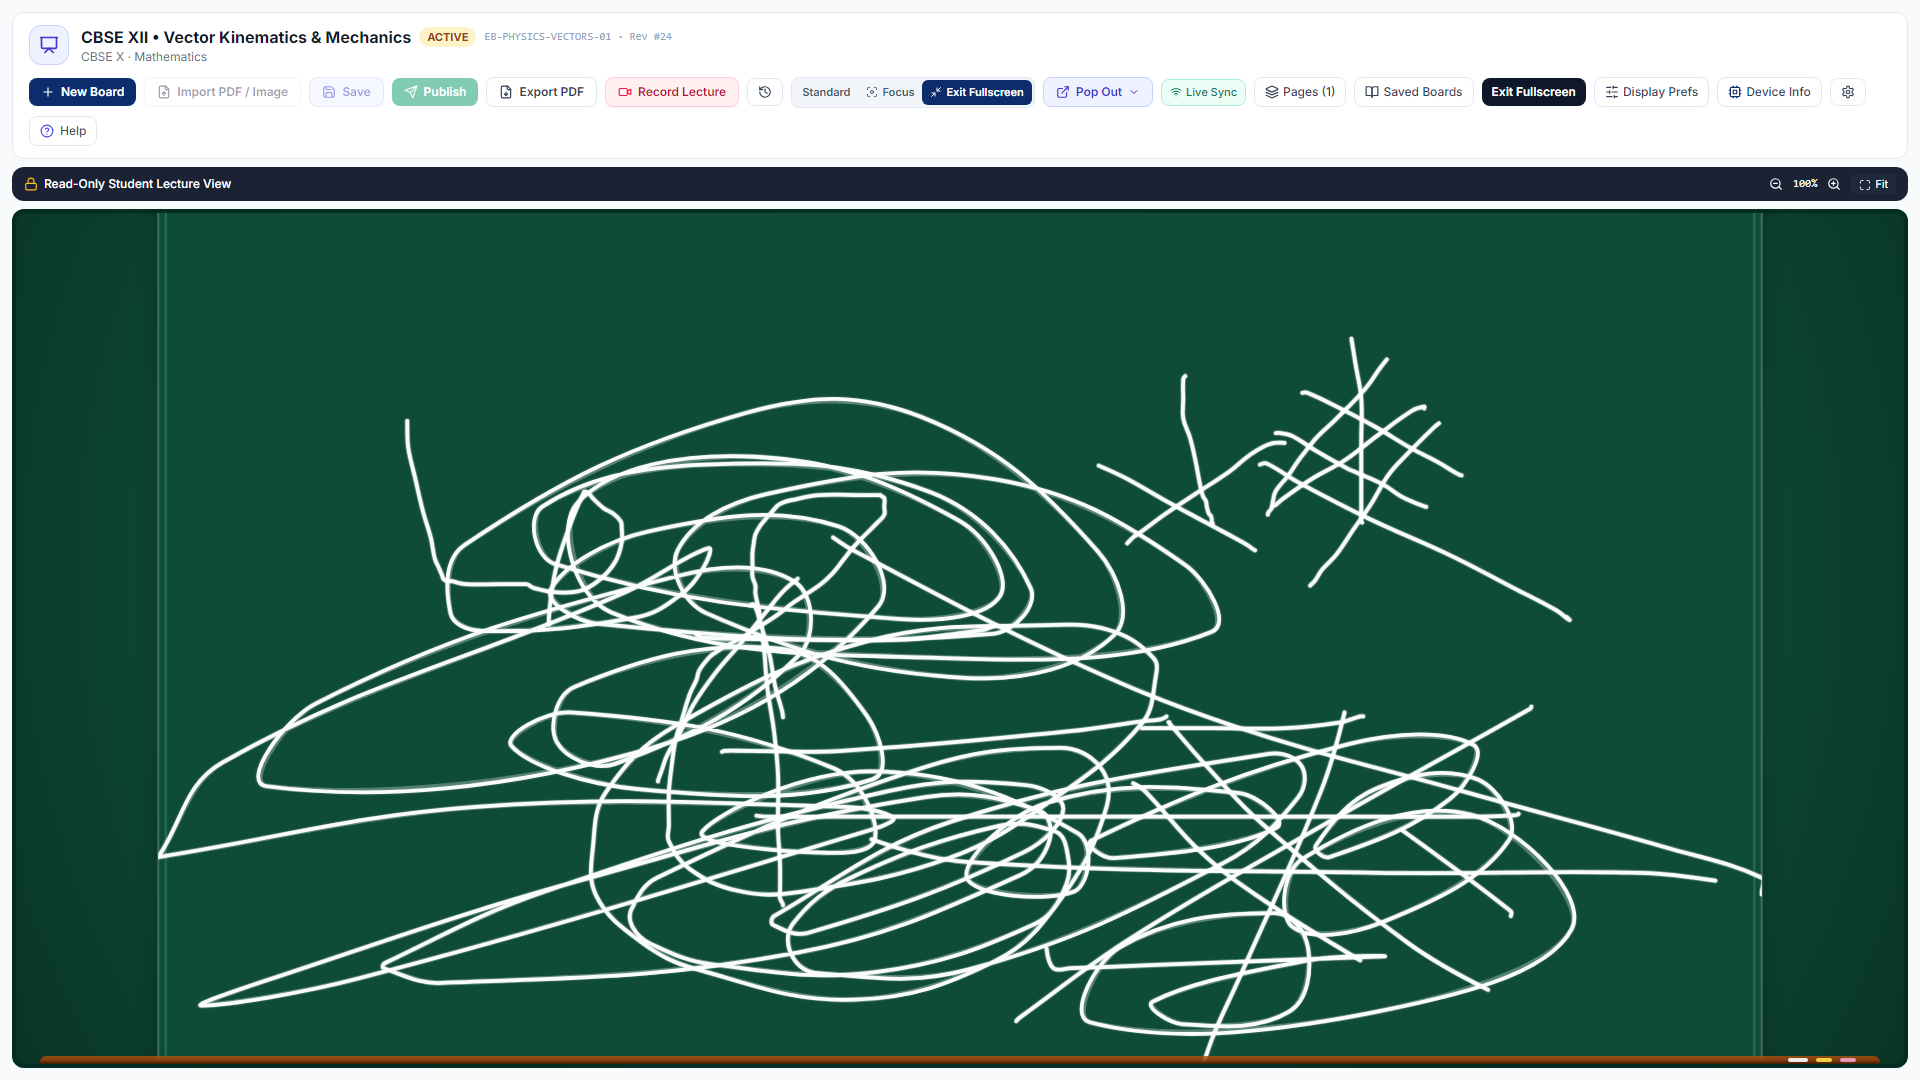 CBSE XII • Vector Kinematics & Mechanics ACTIVE EB-PHYSICS-VECTORS-01 · Rev #24
CBSE X · Mathematics
New Board Import PDF / Image Save Publish Export PDF Record Lecture Standard Focus Exit Fullscreen Pop Out Live Sync Pages (1) Saved Boards Exit Fullscreen Display Prefs Device Info
Help
Read-Only Student Lecture View 100% Fit